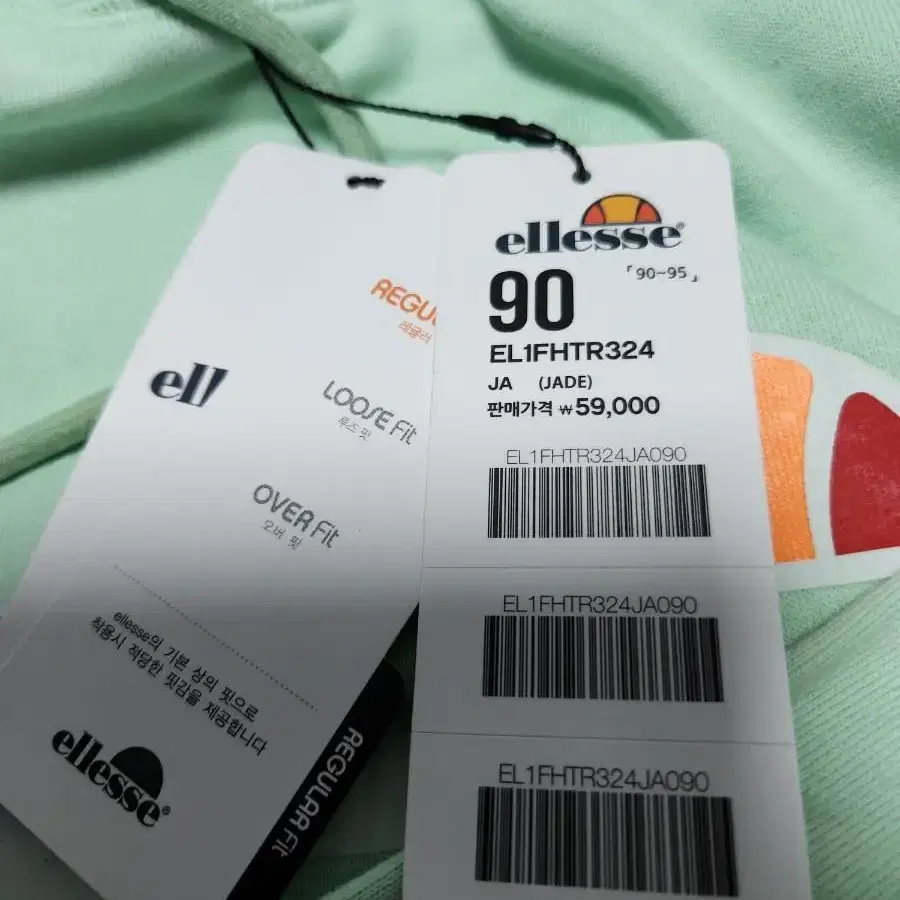 REGU
레귤러
ell
LOOSE Fit
루즈 핏
OVER Fit
오버 핏
ellesse의 기본 상의 핏으로
착용시 적당한 핏감을 제공합니다
ellesse®
REGULAR Fit
ellesse®
90 「90~95」
EL1FHTR324
JA (JADE)
판매가격 ₩59,000
EL1FHTR324JA090
EL1FHTR324JA090
EL1FHTR324JA090